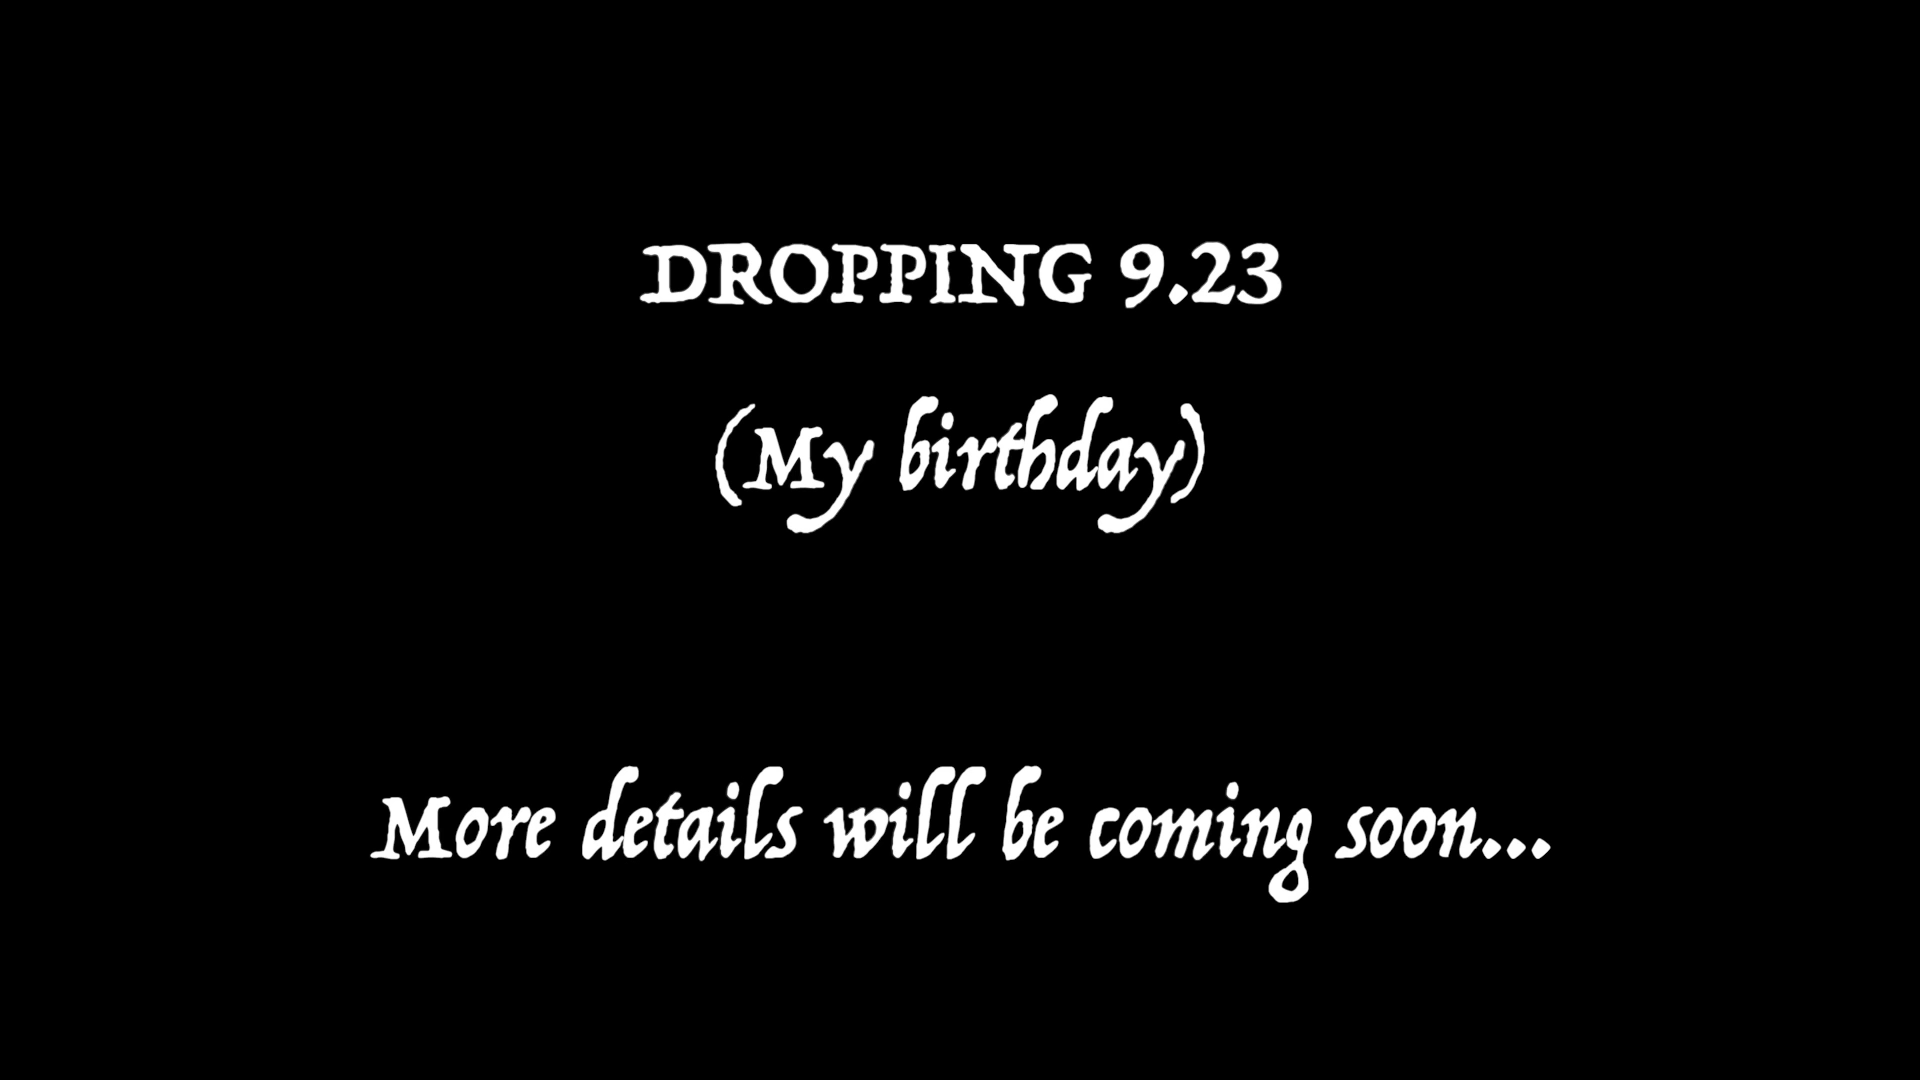 DROPPING 9.23
(My birthday)
More details will be coming soon...